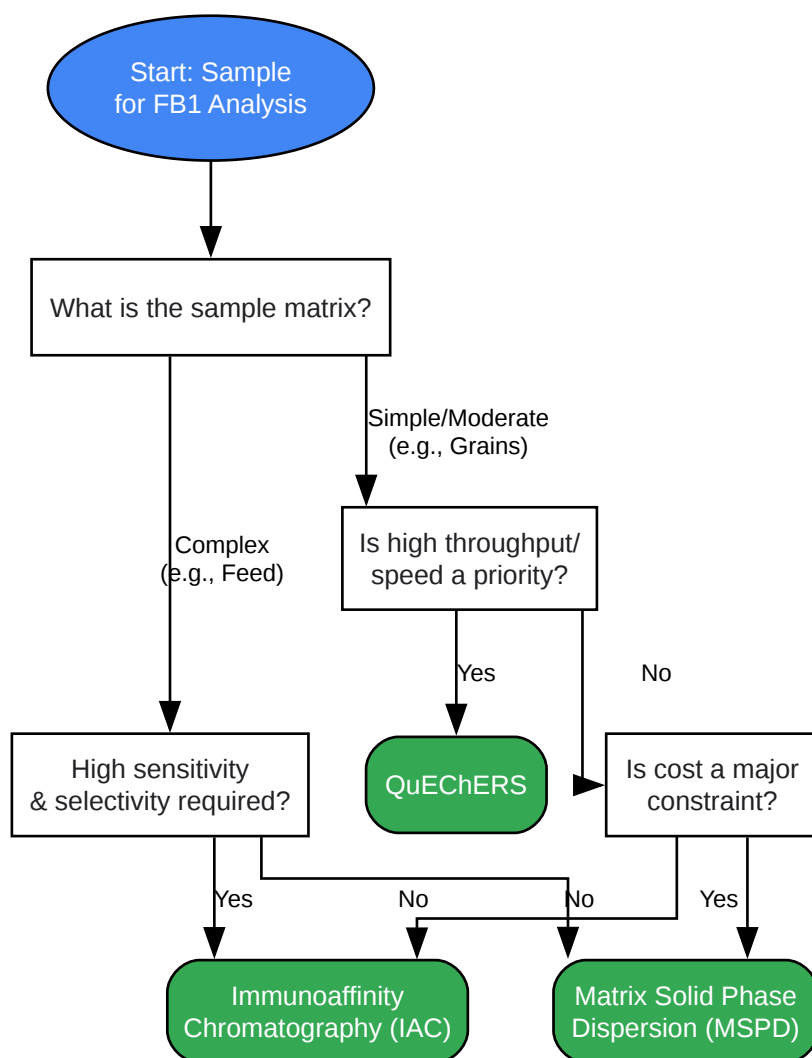 Start: Sample
for FB1 Analysis
What is the sample matrix?
Simple/Moderate
(e.g., Grains)
Complex
(e.g., Feed)
Is high throughput/
speed a priority?
Yes
No
High sensitivity
& selectivity required?
QuEChERS
Is cost a major
constraint?
Yes
No
No
Yes
Immunoaffinity
Chromatography (IAC)
Matrix Solid Phase
Dispersion (MSPD)